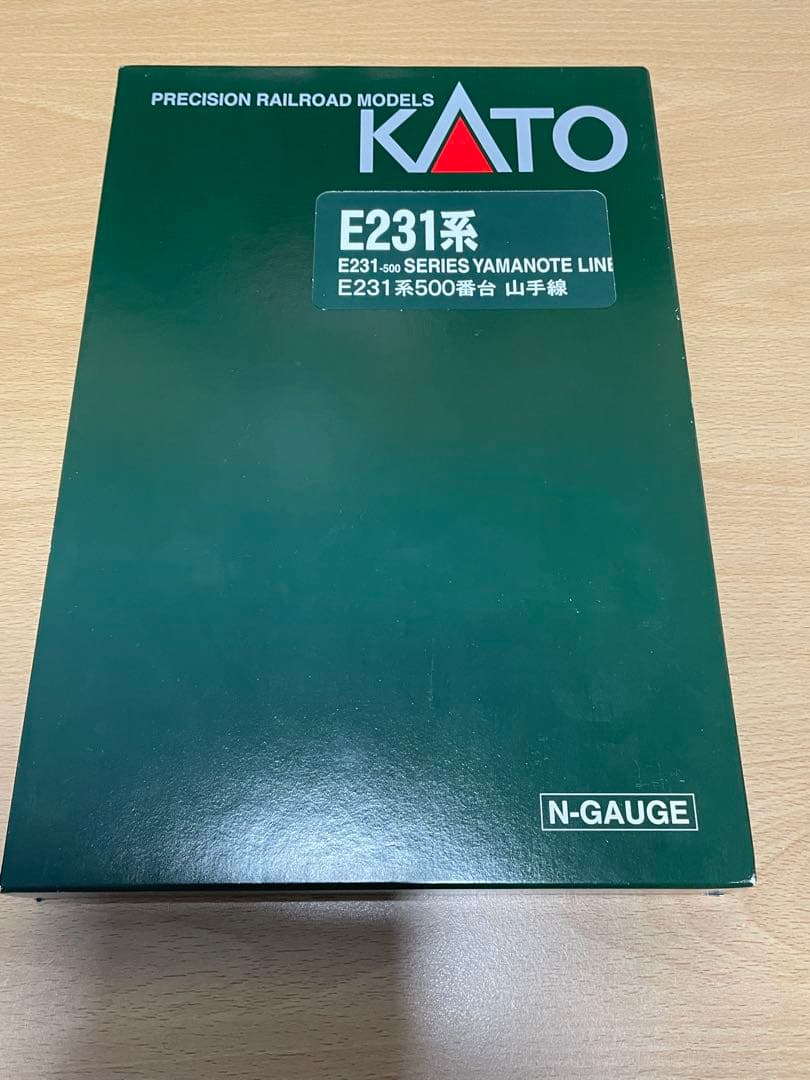 PRECISION RAILROAD MODELS
KATO
E231系
E231-500 SERIES YAMANOTE LINE
E231系500番台 山手線
N-GAUGE